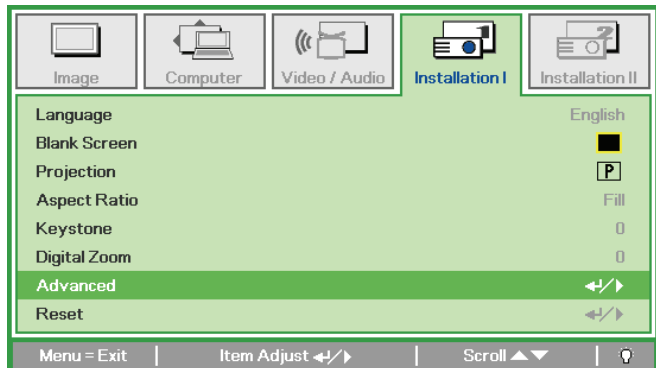 Image Computer Video / Audio Installation I Installation II
Language English
Blank Screen
Projection P
Aspect Ratio Fill
Keystone 0
Digital Zoom 0
Advanced ↵/▶
Reset ↵/▶
Menu = Exit | Item Adjust ↵/▶ | Scroll ▲▼ |